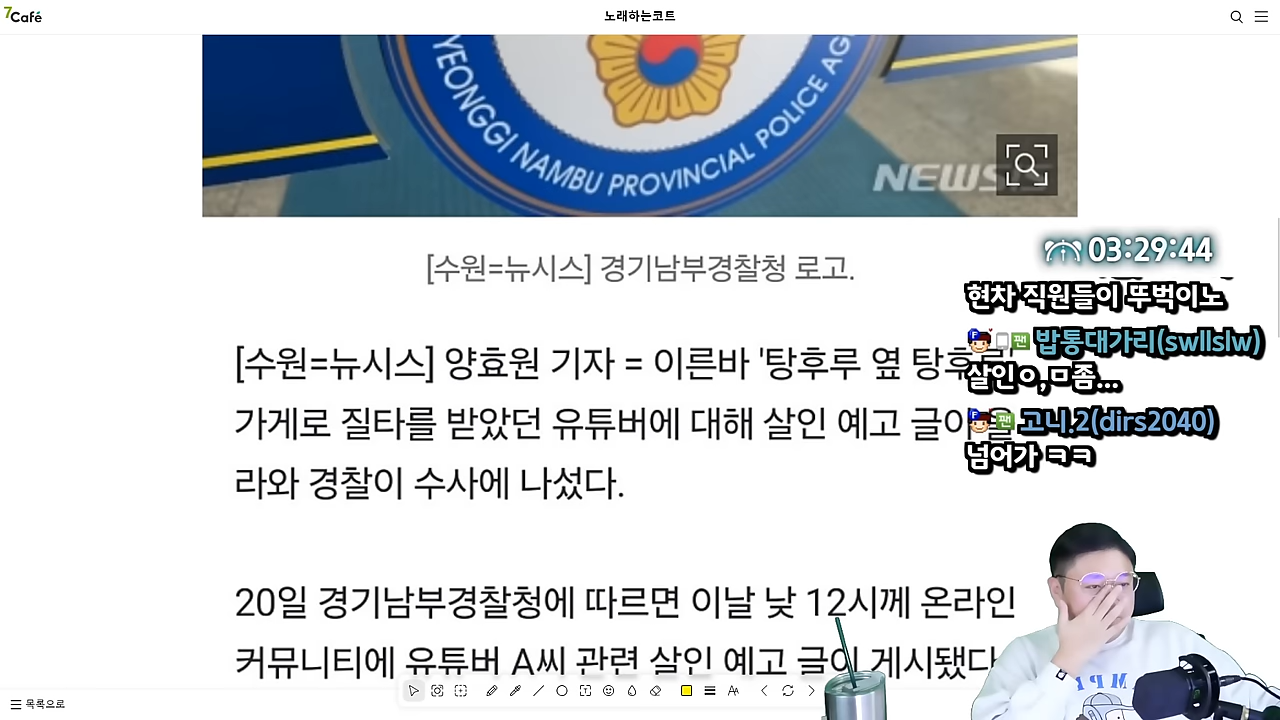 7Café
노래하는코트
YEONGGI NAMBU PROVINCIAL POLICE AG
NEWS
[수원=뉴시스] 경기남부경찰청 로고.
03:29:44
현차 직원들이 뚜벅이노
팬 밥통대가리(swllslw)
살인ㅇ,ㅁ좀...
팬 고니.2(dirs2040)
넘어가 ㅋㅋ
[수원=뉴시스] 양효원 기자 = 이른바 '탕후루 옆 탕후루'
가게로 질타를 받았던 유튜버에 대해 살인 예고 글이 올
라와 경찰이 수사에 나섰다.
20일 경기남부경찰청에 따르면 이날 낮 12시께 온라인
커뮤니티에 유튜버 A씨 관련 살인 예고 글이 게시됐다
목록으로